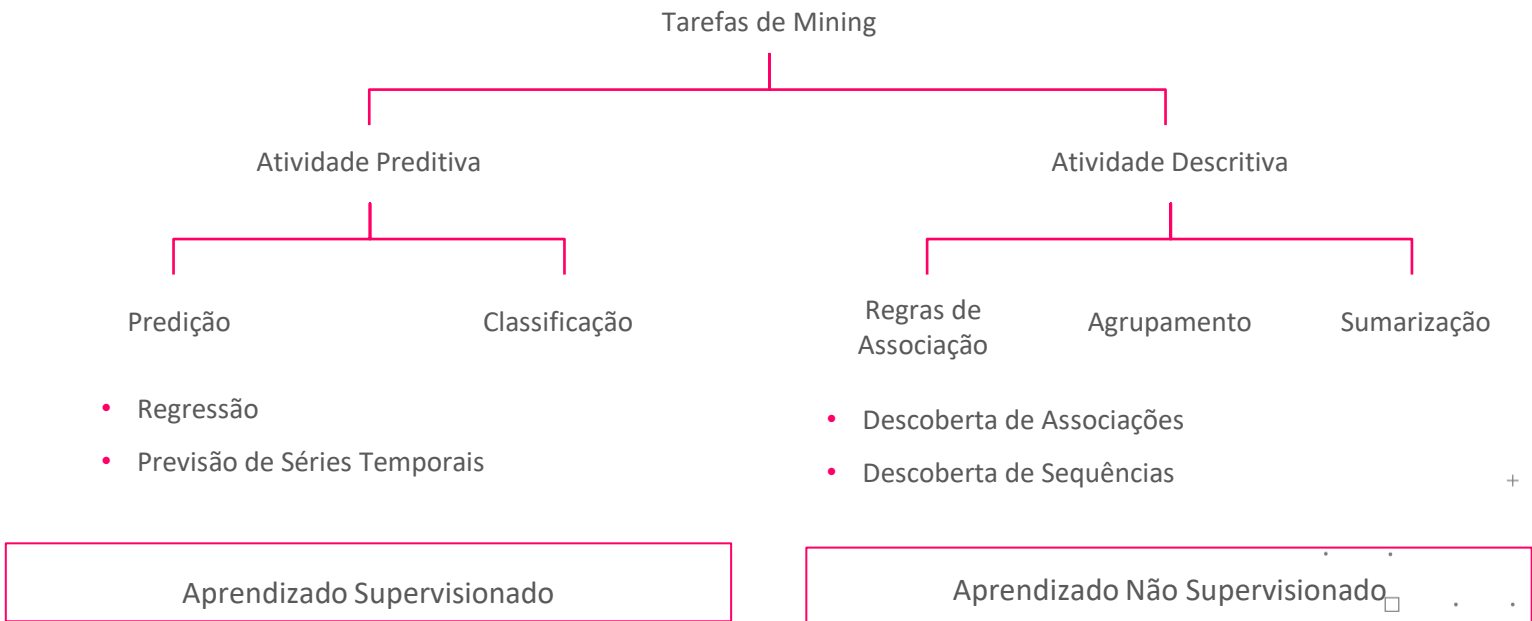 Tarefas de Mining
Atividade Preditiva
Atividade Descritiva
Predição
Classificação
Regras de
Associação
Agrupamento
Sumarização
• Regressão
• Previsão de Séries Temporais
• Descoberta de Associações
• Descoberta de Sequências
Aprendizado Supervisionado
Aprendizado Não Supervisionado